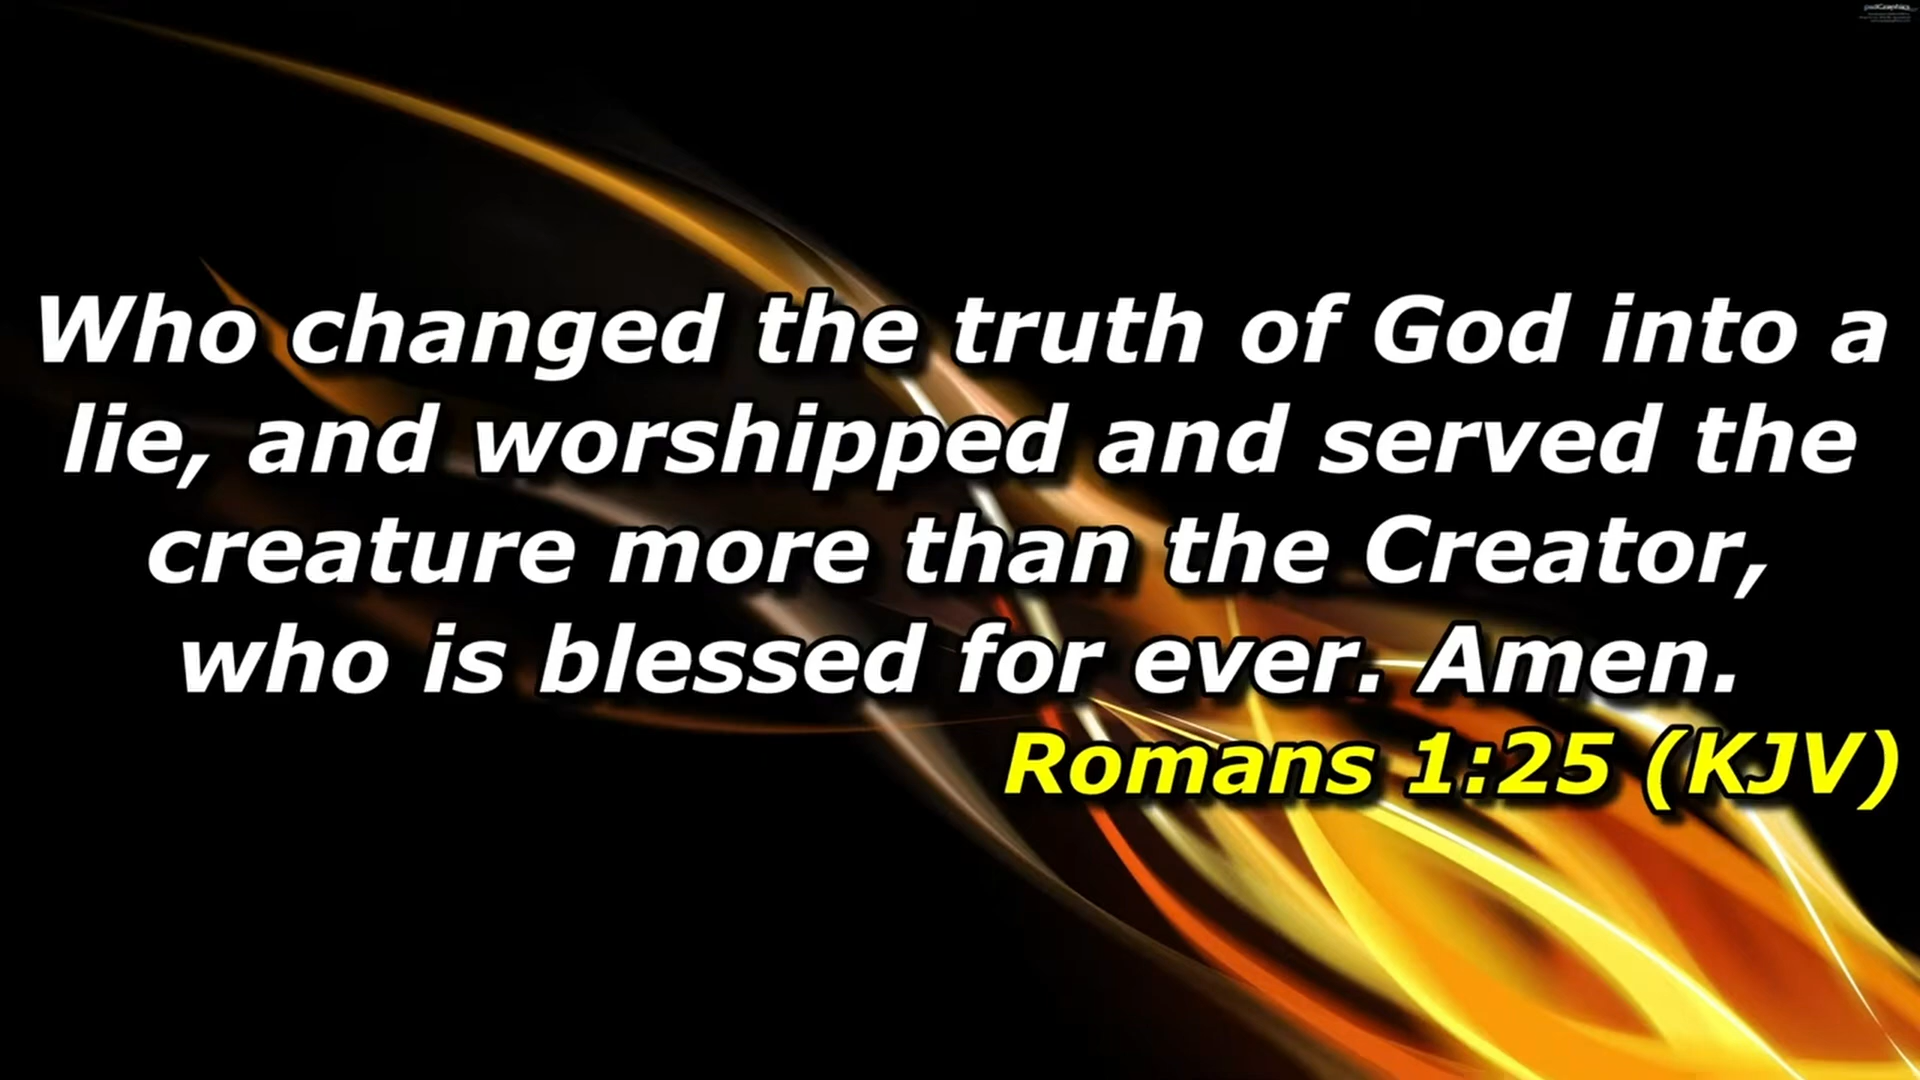 Who changed the truth of God into a
lie, and worshipped and served the
creature more than the Creator,
who is blessed for ever. Amen.
Romans 1:25 (KJV)